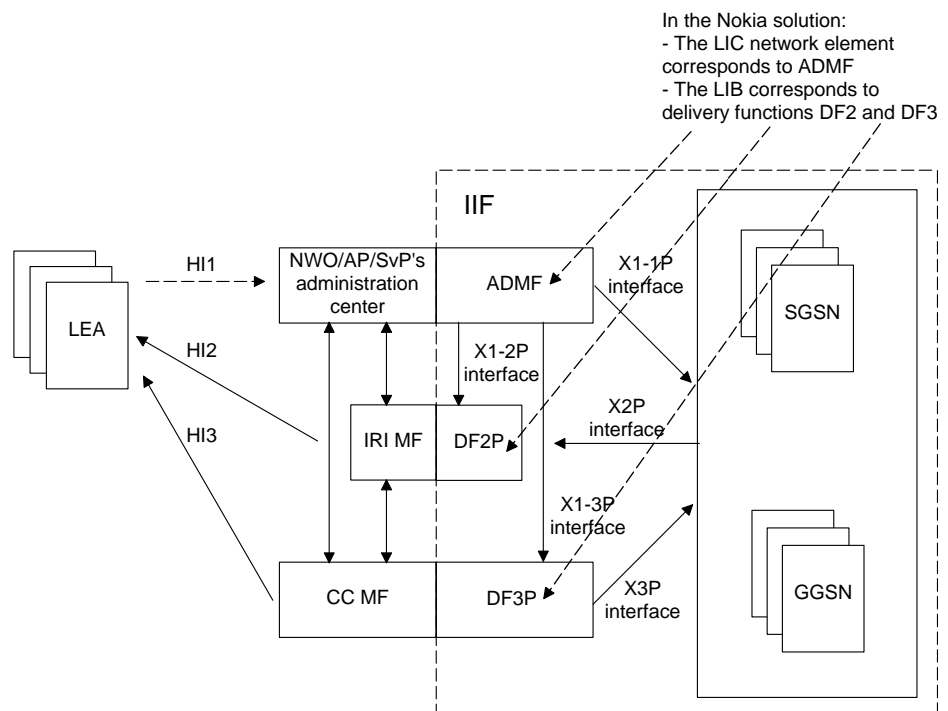 In the Nokia solution:
- The LIC network element
corresponds to ADMF
- The LIB corresponds to
delivery functions DF2 and DF3
IIF
NWO/AP/SvP's
administration
center
ADMF
HI1
X1-1P
interface
SGSN
LEA
HI2
X1-2P
interface
HI3
IRI MF
DF2P
X2P
interface
X1-3P
interface
CC MF
DF3P
X3P
interface
GGSN